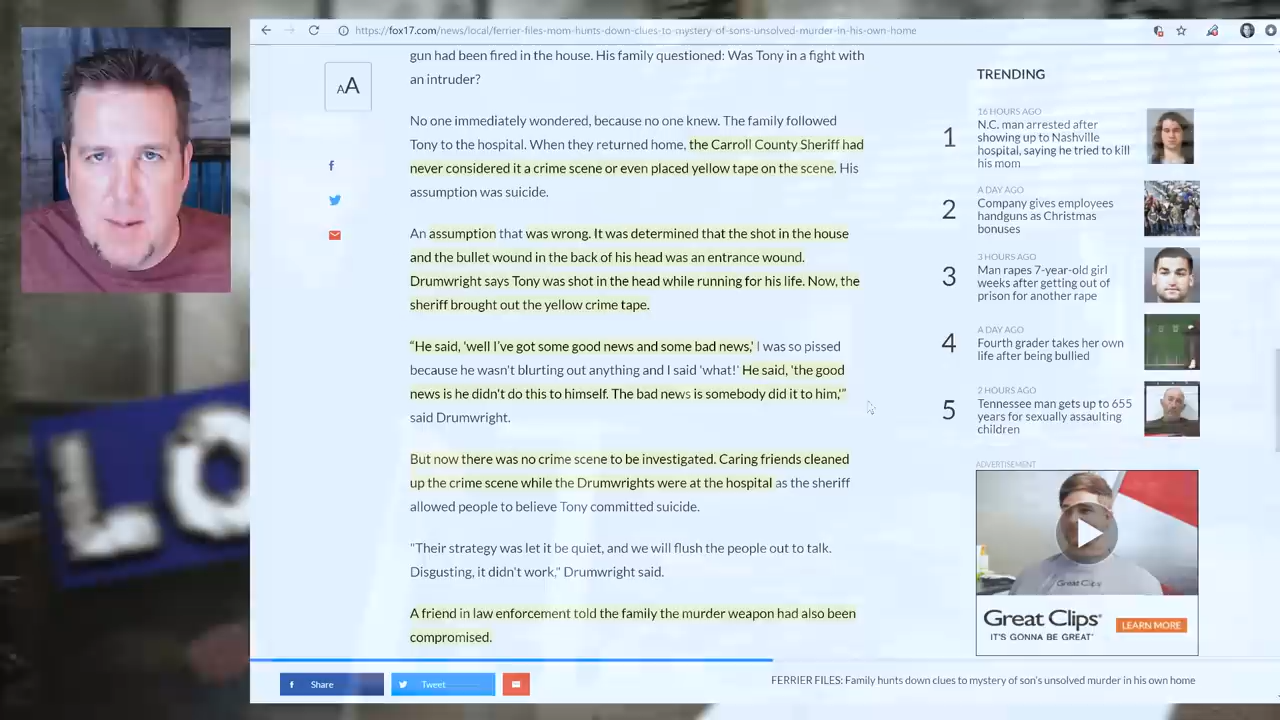 https://fox17.com/news/local/ferrier-files-mom-hunts-down-clues-to-mystery-of-sons-unsolved-murder-in-his-own-home
gun had been fired in the house. His family questioned: Was Tony in a fight with
an intruder?
AA
No one immediately wondered, because no one knew. The family followed
Tony to the hospital. When they returned home, the Carroll County Sheriff had
never considered it a crime scene or even placed yellow tape on the scene. His
assumption was suicide.
An assumption that was wrong. It was determined that the shot in the house
and the bullet wound in the back of his head was an entrance wound.
Drumwright says Tony was shot in the head while running for his life. Now, the
sheriff brought out the yellow crime tape.
“He said, 'well I've got some good news and some bad news,' I was so pissed
because he wasn't blurting out anything and I said 'what!' He said, 'the good
news is he didn't do this to himself. The bad news is somebody did it to him,'”
said Drumwright.
But now there was no crime scene to be investigated. Caring friends cleaned
up the crime scene while the Drumwrights were at the hospital as the sheriff
allowed people to believe Tony committed suicide.
"Their strategy was let it be quiet, and we will flush the people out to talk.
Disgusting, it didn't work," Drumwright said.
A friend in law enforcement told the family the murder weapon had also been
compromised.
TRENDING
1
16 HOURS AGO
N.C. man arrested after
showing up to Nashville
hospital, saying he tried to kill
his mom
2
A DAY AGO
Company gives employees
handguns as Christmas
bonuses
3
3 HOURS AGO
Man rapes 7-year-old girl
weeks after getting out of
prison for another rape
4
A DAY AGO
Fourth grader takes her own
life after being bullied
5
2 HOURS AGO
Tennessee man gets up to 655
years for sexually assaulting
children
ADVERTISEMENT
Great Clips
Great Clips®
IT'S GONNA BE GREAT®
LEARN MORE
Share
Tweet
FERRIER FILES: Family hunts down clues to mystery of son's unsolved murder in his own home
LO